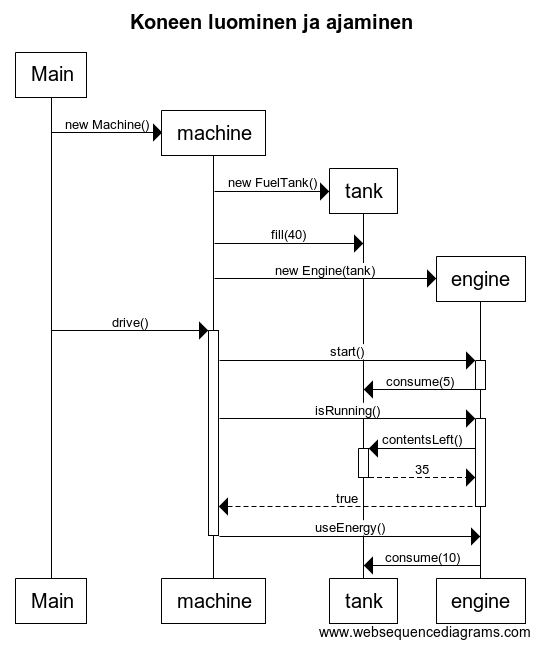 Koneen luominen ja ajaminen
Main
new Machine()
machine
new FuelTank()
tank
fill(40)
new Engine(tank)
engine
drive()
start()
consume(5)
isRunning()
contentsLeft()
35
true
useEnergy()
consume(10)
Main machine tank engine
www.websequencediagrams.com